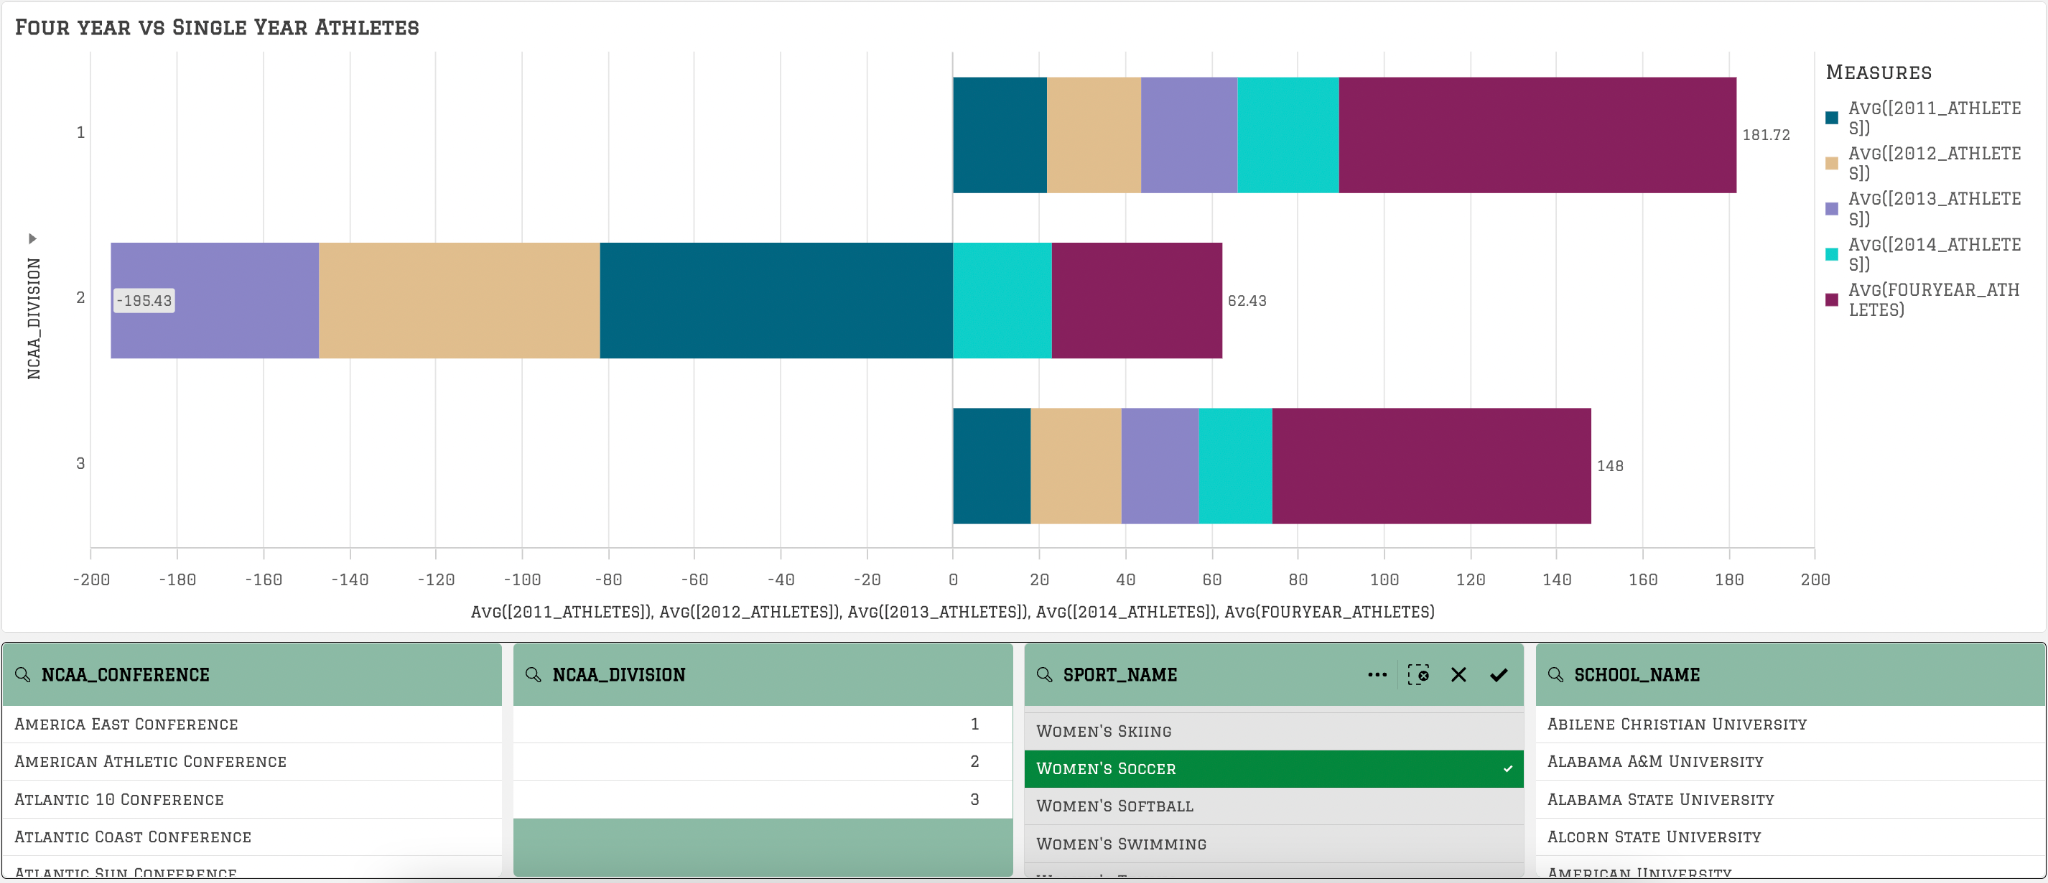 Four year vs Single Year Athletes
Measures
Avg([2011_ATHLETE
S])
Avg([2012_ATHLETE
S])
Avg([2013_ATHLETE
S])
Avg([2014_ATHLETE
S])
Avg(FOURYEAR_ATH
LETES)
NCAA_DIVISION
1
181.72
2
-195.43
62.43
3
148
-200 -180 -160 -140 -120 -100 -80 -60 -40 -20 0 20 40 60 80 100 120 140 160 180 200
Avg([2011_ATHLETES]), Avg([2012_ATHLETES]), Avg([2013_ATHLETES]), Avg([2014_ATHLETES]), Avg(FOURYEAR_ATHLETES)
NCAA_CONFERENCE
America East Conference
American Athletic Conference
Atlantic 10 Conference
Atlantic Coast Conference
Atlantic Sun Conference
NCAA_DIVISION
1
2
3
SPORT_NAME
Women's Skiing
Women's Soccer
Women's Softball
Women's Swimming
SCHOOL_NAME
Abilene Christian University
Alabama A&M University
Alabama State University
Alcorn State University
American University